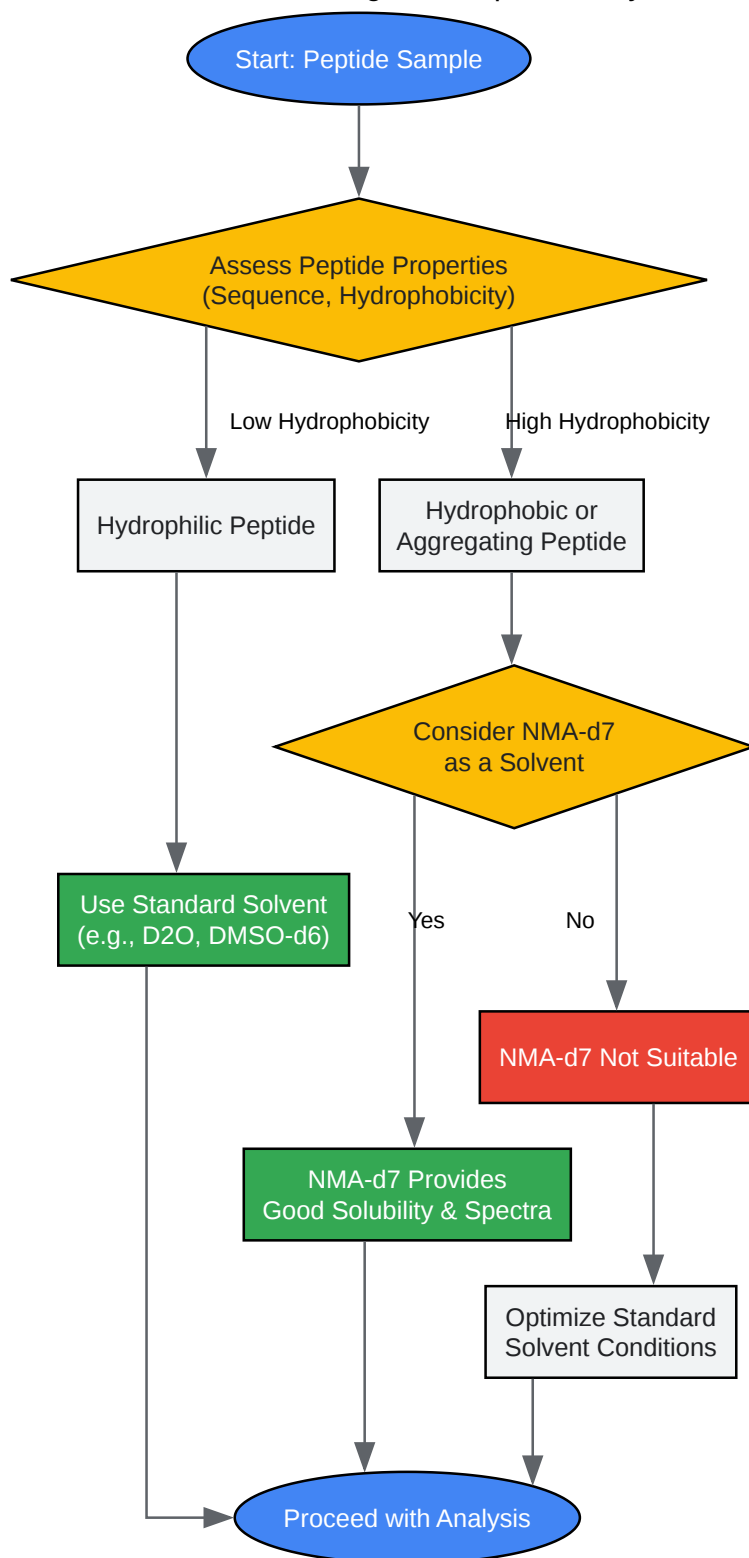 Start: Peptide Sample
Assess Peptide Properties
(Sequence, Hydrophobicity)
Low Hydrophobicity
High Hydrophobicity
Hydrophilic Peptide
Hydrophobic or
Aggregating Peptide
Consider NMA-d7
as a Solvent
Use Standard Solvent
(e.g., D2O, DMSO-d6)
Yes
No
NMA-d7 Not Suitable
NMA-d7 Provides
Good Solubility & Spectra
Optimize Standard
Solvent Conditions
Proceed with Analysis